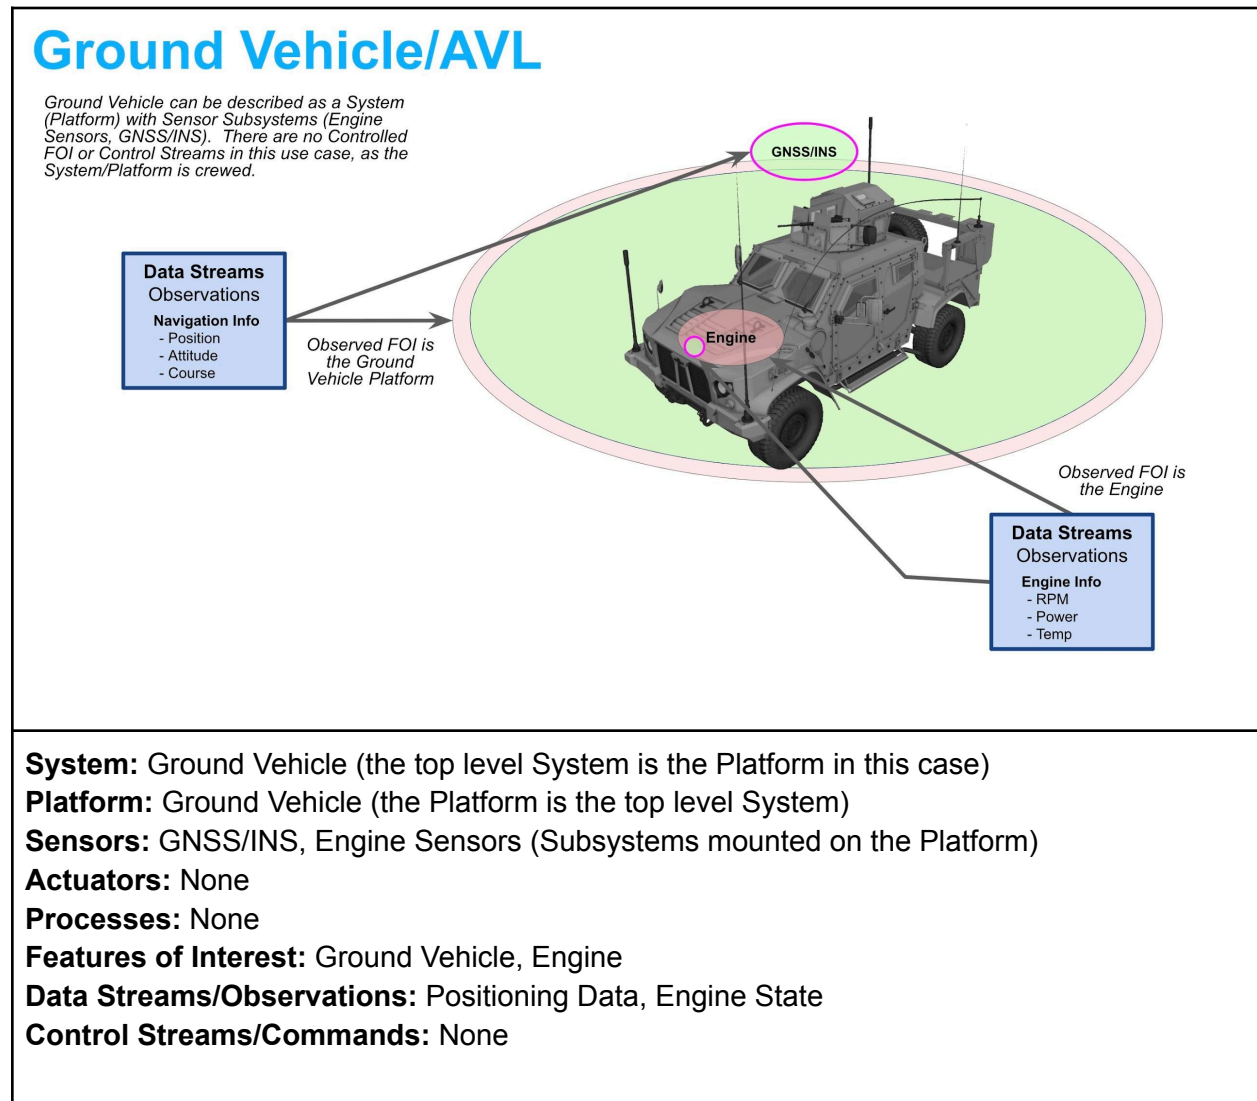 Ground Vehicle/AVL
Ground Vehicle can be described as a System
(Platform) with Sensor Subsystems (Engine
Sensors, GNSS/INS).  There are no Controlled
FOI or Control Streams in this use case, as the
System/Platform is crewed.
GNSS/INS
Data Streams
Observations
Navigation Info
- Position
- Attitude
- Course
Observed FOI is
the Ground
Vehicle Platform
Engine
Observed FOI is
the Engine
Data Streams
Observations
Engine Info
- RPM
- Power
- Temp
System: Ground Vehicle (the top level System is the Platform in this case)
Platform: Ground Vehicle (the Platform is the top level System)
Sensors: GNSS/INS, Engine Sensors (Subsystems mounted on the Platform)
Actuators: None
Processes: None
Features of Interest: Ground Vehicle, Engine
Data Streams/Observations: Positioning Data, Engine State
Control Streams/Commands: None